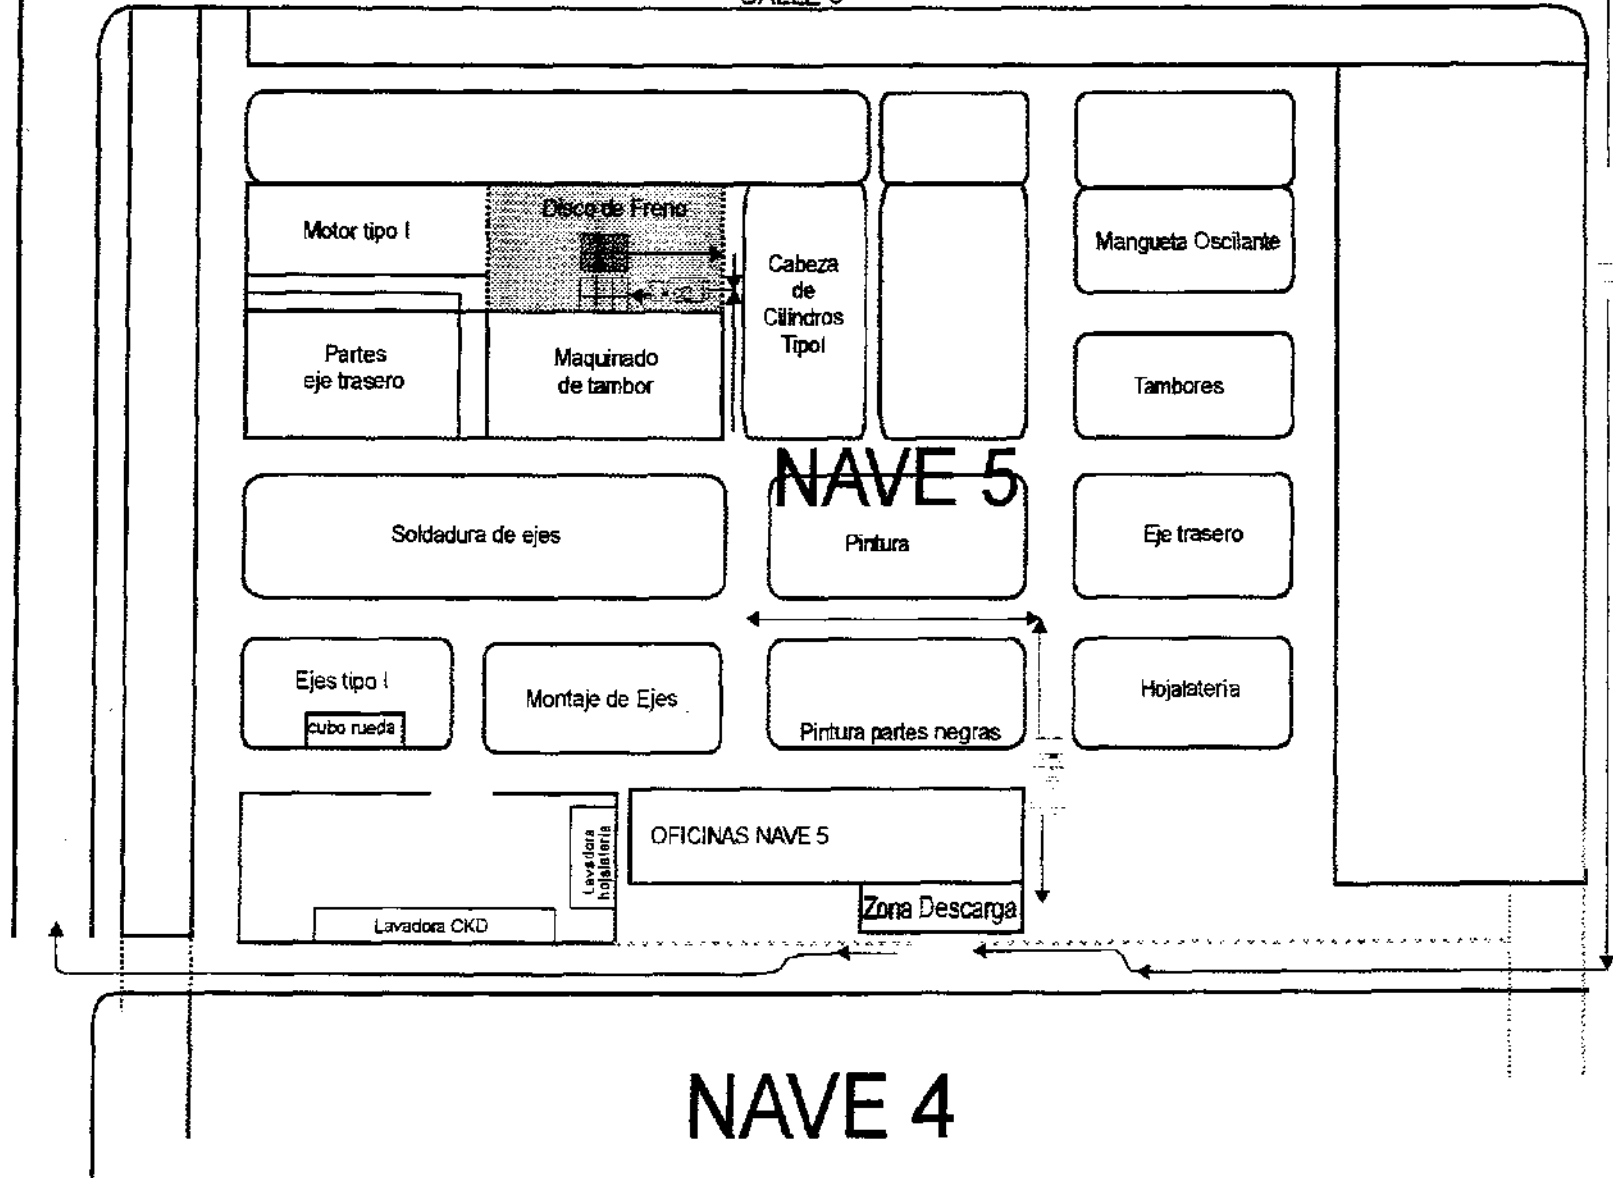 Disco de Freno
Motor tipo I
Mangueta Oscilante
Cabeza
de
Cilindros
TipoI
Partes
eje trasero
Maquinado
de tambor
Tambores
NAVE 5
Soldadura de ejes
Pintura
Eje trasero
Ejes tipo I
cubo rueda
Montaje de Ejes
Pintura partes negras
Hojalatería
Lavadora
hojalatería
OFICINAS NAVE 5
Zona Descarga
Lavadora CKD
NAVE 4